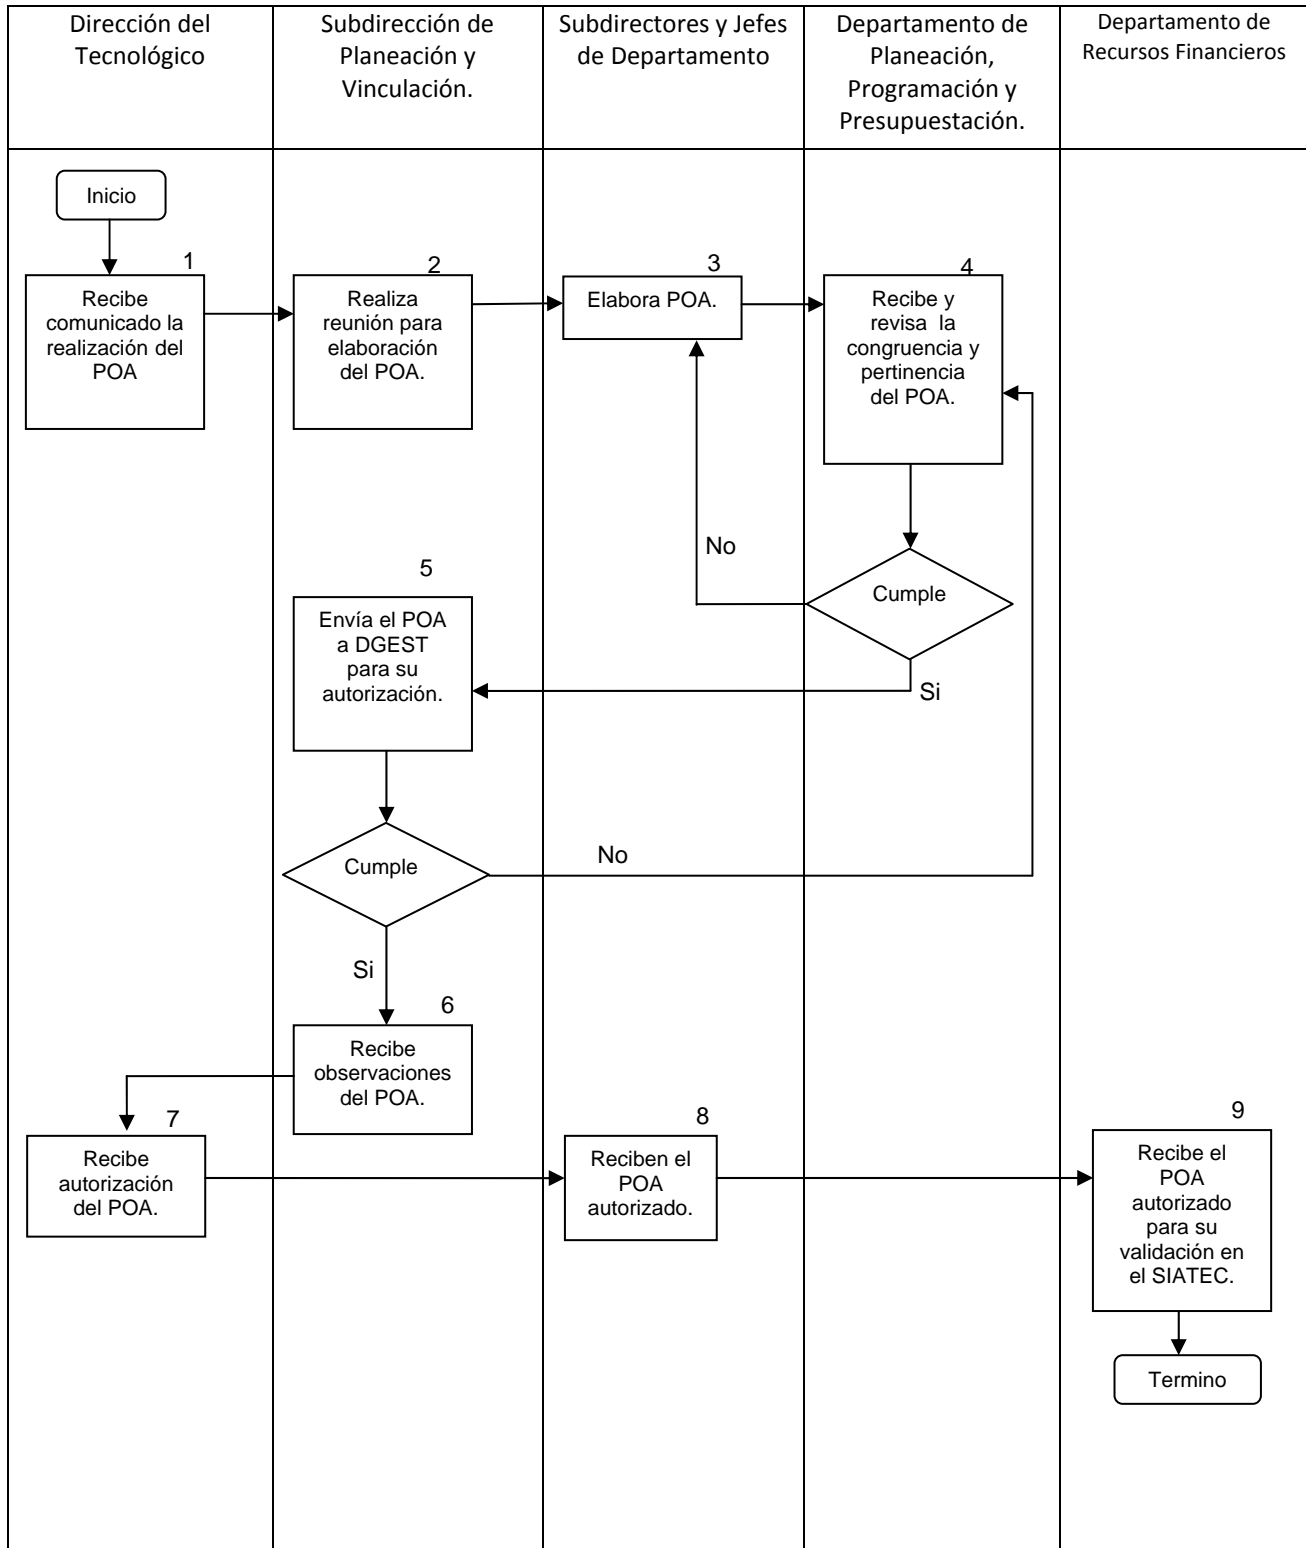 Dirección del
Tecnológico
Subdirección de
Planeación y
Vinculación.
Subdirectores y Jefes
de Departamento
Departamento de
Planeación,
Programación y
Presupuestación.
Departamento de
Recursos Financieros
Inicio
1
Recibe
comunicado la
realización del
POA
2
Realiza
reunión para
elaboración
del POA.
3
Elabora POA.
4
Recibe y
revisa la
congruencia y
pertinencia
del POA.
No
Cumple
Si
5
Envía el POA
a DGEST
para su
autorización.
Cumple
No
Si
6
Recibe
observaciones
del POA.
7
Recibe
autorización
del POA.
8
Reciben el
POA
autorizado.
9
Recibe el
POA
autorizado
para su
validación en
el SIATEC.
Termino